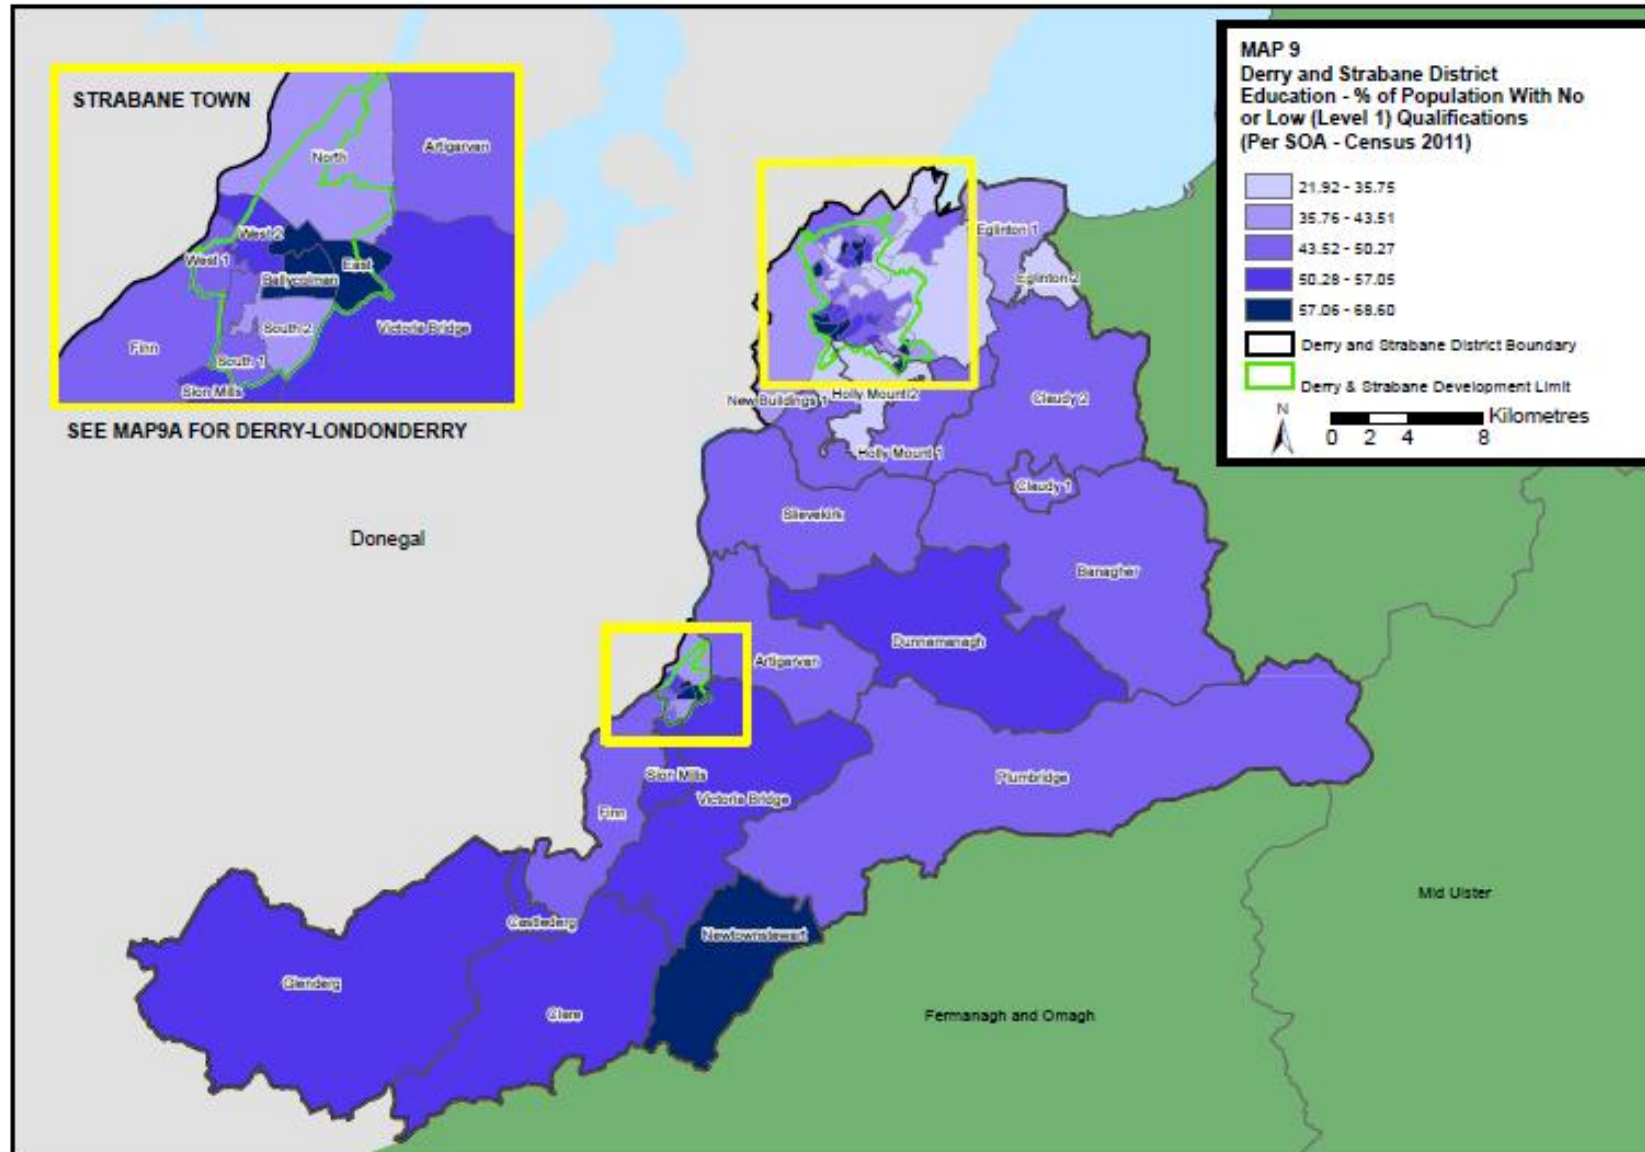 MAP 9
Derry and Strabane District
Education - % of Population With No
or Low (Level 1) Qualifications
(Per SOA - Census 2011)
21.92 - 35.75
35.76 - 43.51
43.52 - 50.27
50.28 - 57.05
57.06 - 68.60
Derry and Strabane District Boundary
Derry & Strabane Development Limit
N
Kilometres
0 2 4 8
STRABANE TOWN
North
Artigarvan
West 2
West 1
East
Ballycolman
South 2
Victoria Bridge
Finn
South 1
Sion Mills
SEE MAP9A FOR DERRY-LONDONDERRY
Eglinton 1
Eglinton 2
New Buildings 1
Holly Mount 2
Claudy 2
Holly Mount 1
Claudy 1
Slievekirk
Donegal
Banagher
Dunnamanagh
Artigarvan
Sion Mills
Plumbridge
Victoria Bridge
Finn
Mid Ulster
Castlederg
Newtownstewart
Glenderg
Clare
Fermanagh and Omagh